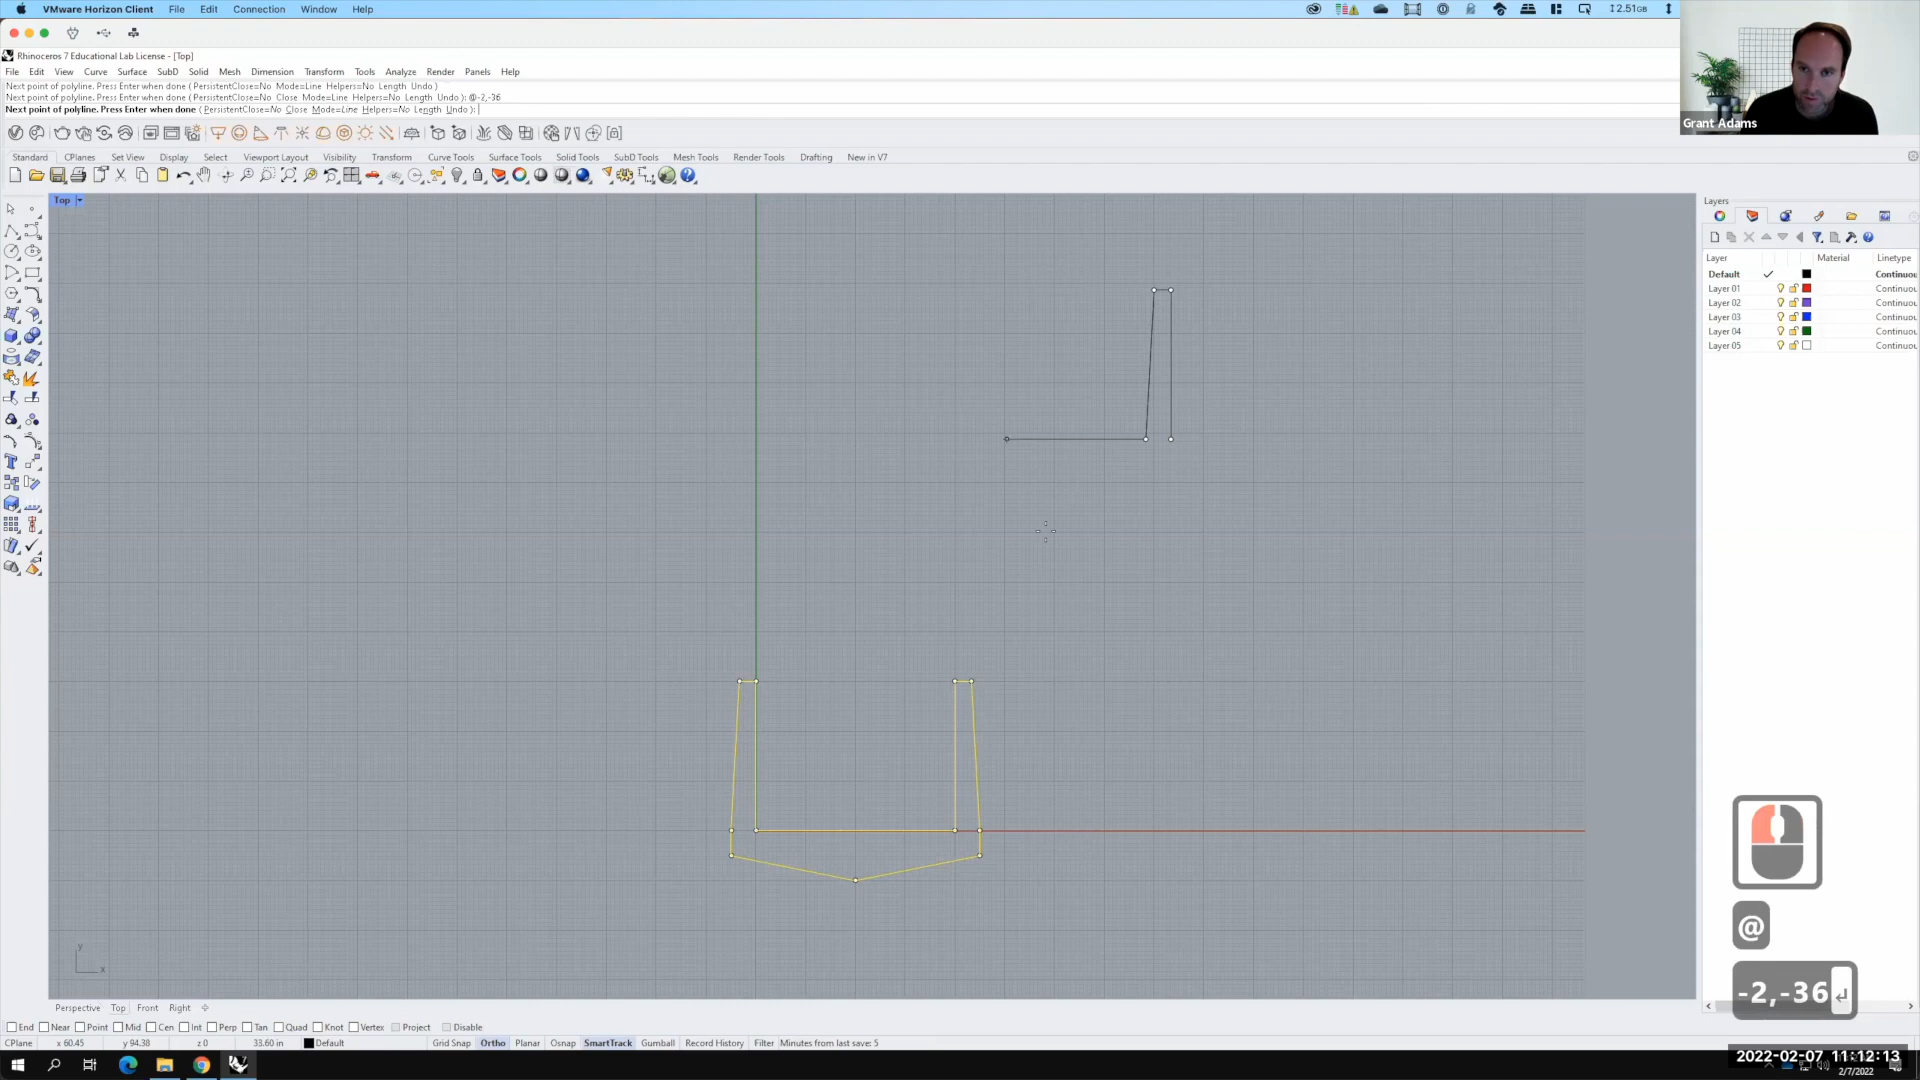 VMware Horizon Client File Edit Connection Window Help
2.51GB
Grant Adams
Rhinoceros 7 Educational Lab License - [Top]
File Edit View Curve Surface SubD Solid Mesh Dimension Transform Tools Analyze Render Panels Help
Next point of polyline. Press Enter when done ( PersistentClose=No Mode=Line Helpers=No Length Undo )
Next point of polyline. Press Enter when done ( PersistentClose=No Close Mode=Line Helpers=No Length Undo ): @-2,-36
Next point of polyline. Press Enter when done ( PersistentClose=No Close Mode=Line Helpers=No Length Undo ):
Standard CPlanes Set View Display Select Viewport Layout Visibility Transform Curve Tools Surface Tools Solid Tools SubD Tools Mesh Tools Render Tools Drafting New in V7
Top
Layers
Layer Material Linetype
Default Continuou
Layer 01 Continuou
Layer 02 Continuou
Layer 03 Continuou
Layer 04 Continuou
Layer 05 Continuou
y
x
@
-2,-36
Perspective Top Front Right
End Near Point Mid Cen Int Perp Tan Quad Knot Vertex Project Disable
CPlane x 60.45 y 94.38 z 0 33.60 in Default Grid Snap Ortho Planar Osnap SmartTrack Gumball Record History Filter Minutes from last save: 5
2022-02-07 11:12:13
2/7/2022